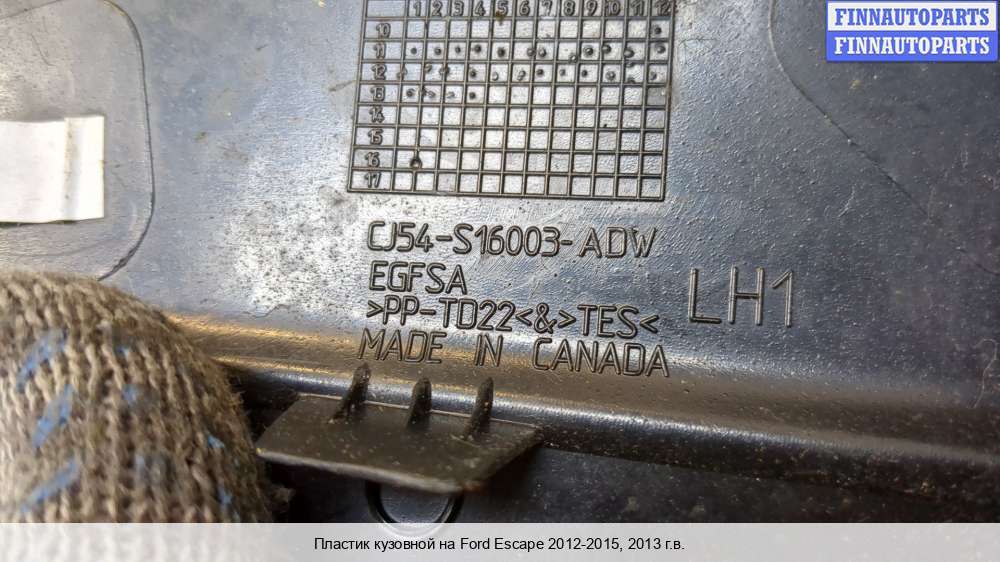 FINNAUTOPARTS
FINNAUTOPARTS
1 2 3 4 5 6 7 8 9 10 11 12
10
11
12
13
14
15
16
17
CJ54-S16003-ADW
EGFSA
>PP-TD22<&>TES<
LH1
MADE IN CANADA
Пластик кузовной на Ford Escape 2012-2015, 2013 г.в.